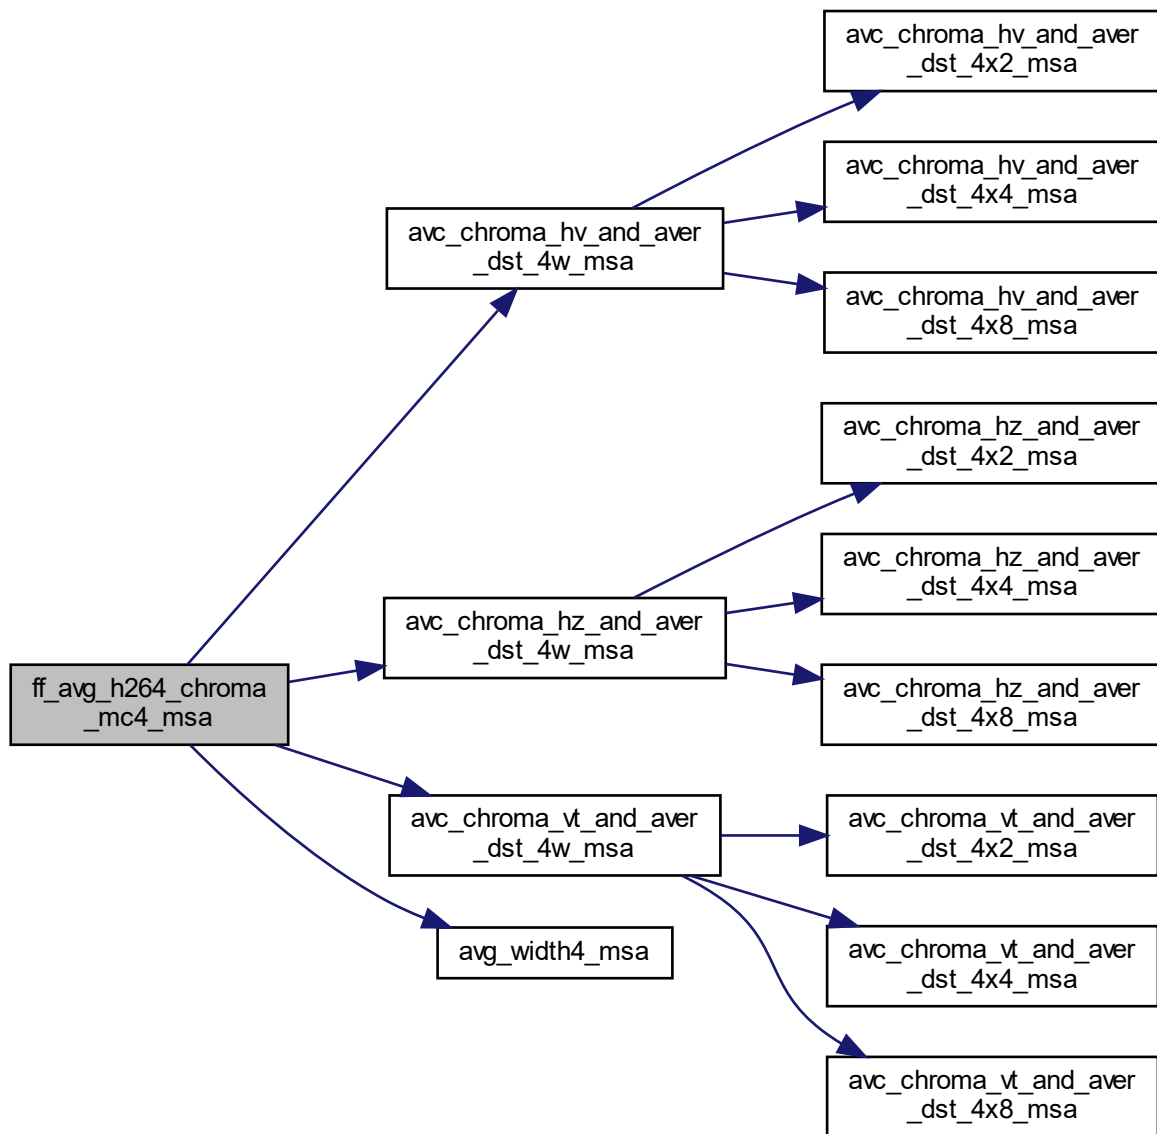 avc_chroma_hv_and_aver
_dst_4x2_msa
avc_chroma_hv_and_aver
_dst_4x4_msa
avc_chroma_hv_and_aver
_dst_4w_msa
avc_chroma_hv_and_aver
_dst_4x8_msa
avc_chroma_hz_and_aver
_dst_4x2_msa
avc_chroma_hz_and_aver
_dst_4x4_msa
avc_chroma_hz_and_aver
_dst_4w_msa
avc_chroma_hz_and_aver
_dst_4x8_msa
ff_avg_h264_chroma
_mc4_msa
avc_chroma_vt_and_aver
_dst_4w_msa
avc_chroma_vt_and_aver
_dst_4x2_msa
avg_width4_msa
avc_chroma_vt_and_aver
_dst_4x4_msa
avc_chroma_vt_and_aver
_dst_4x8_msa